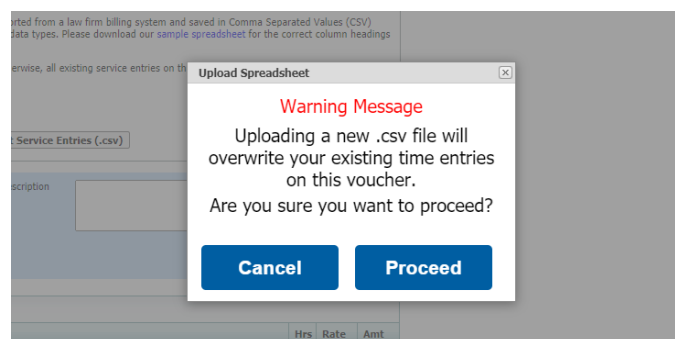 orted from a law firm billing system and saved in Comma Separated Values (CSV)
data types. Please download our sample spreadsheet for the correct column headings
erwise, all existing service entries on th
Upload Spreadsheet
Warning Message
Uploading a new .csv file will
overwrite your existing time entries
on this voucher.
Are you sure you want to proceed?
t Service Entries (.csv)
scription
Cancel Proceed
Hrs Rate Amt